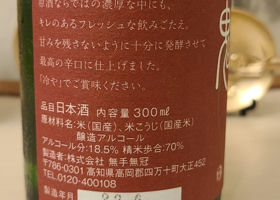 原酒ならではの濃厚な中にも、
キレのあるフレッシュな飲みごたえ。
甘みを残さないように十分に発酵させて
最高の辛口に仕上げました。
「冷や」でご賞味ください。
品目 日本酒 内容量 300ml
原材料名:米(国産)、米こうじ(国産米)
醸造アルコール
アルコール分:18.5% 精米歩合:70%
製造者:株式会社 無手無冠
〒786-0301 高知県高岡郡四万十町大正452
TEL:0120-400108
製造年月